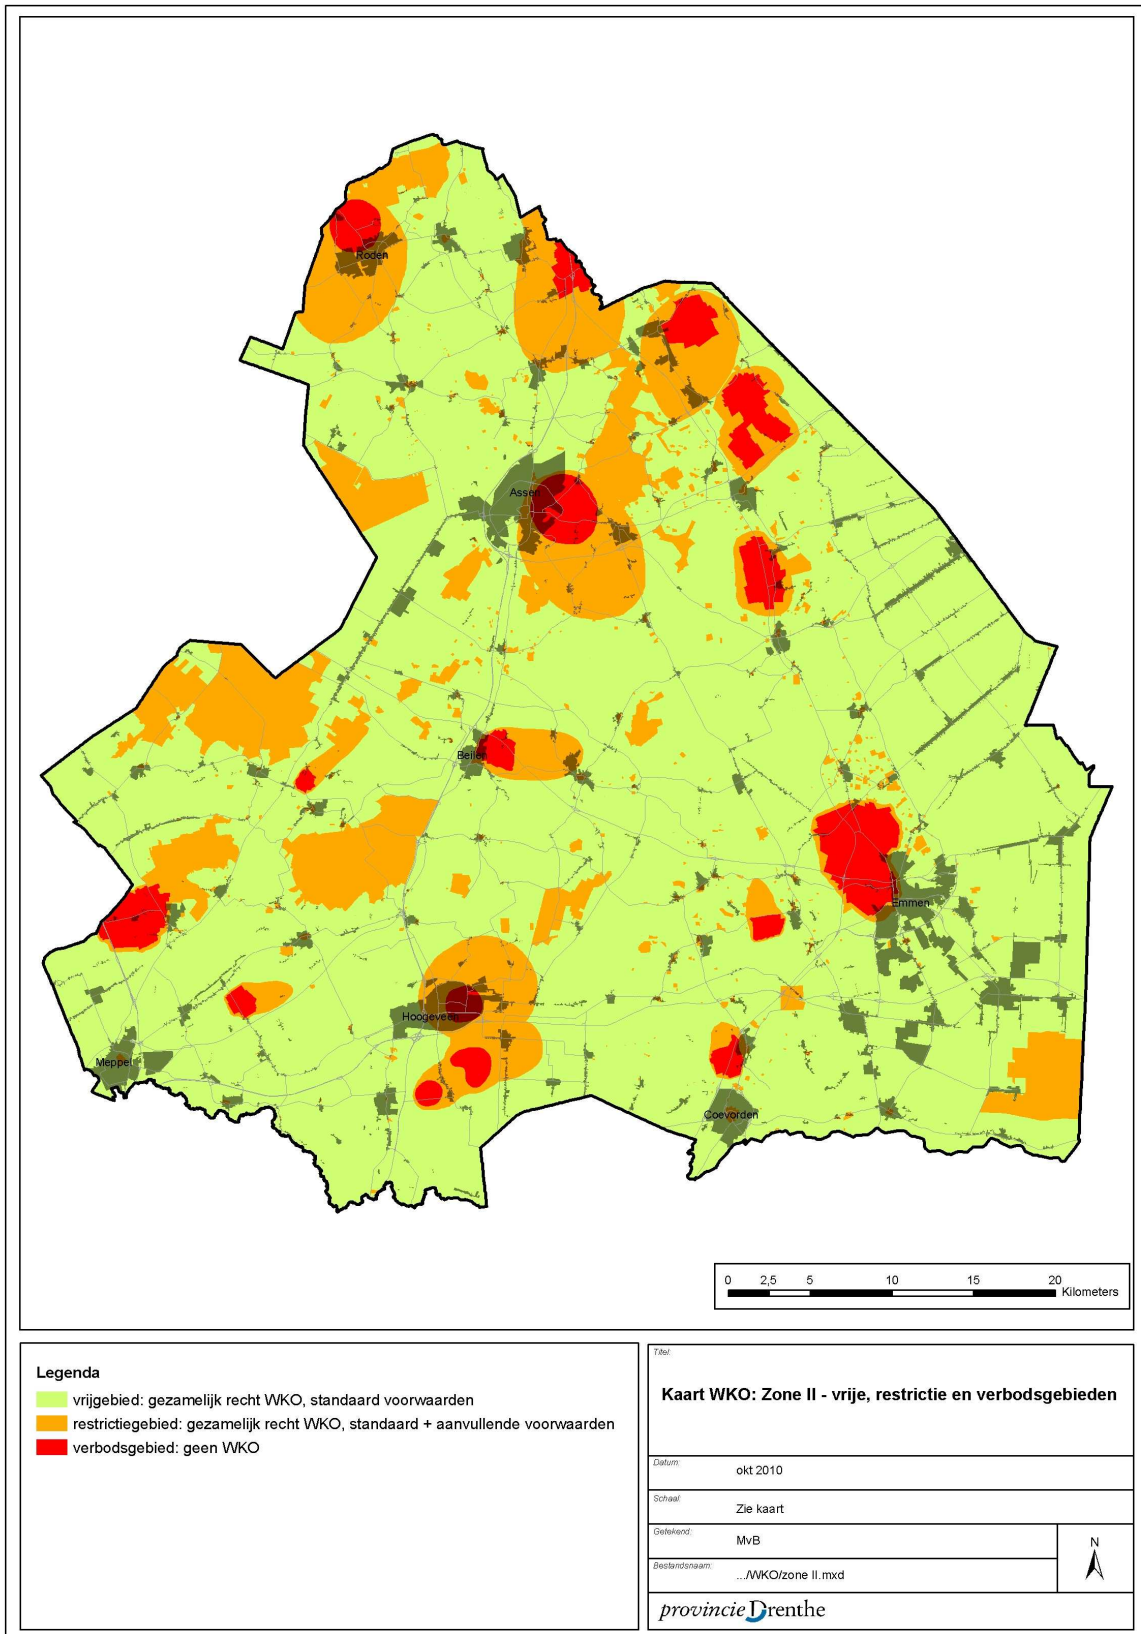 Roden
Assen
Beilen
Emmen
Hoogeveen
Meppel
Coevorden
0 2,5 5 10 15 20
Kilometers
Legenda
vrijgebied: gezamelijk recht WKO, standaard voorwaarden
restrictiegebied: gezamelijk recht WKO, standaard + aanvullende voorwaarden
verbodsgebied: geen WKO
Titel:
Kaart WKO: Zone II - vrije, restrictie en verbodsgebieden
Datum:
okt 2010
Schaal:
Zie kaart
Getekend:
MvB
N
Bestandsnaam:
.../WKO/zone II.mxd
provincie Drenthe